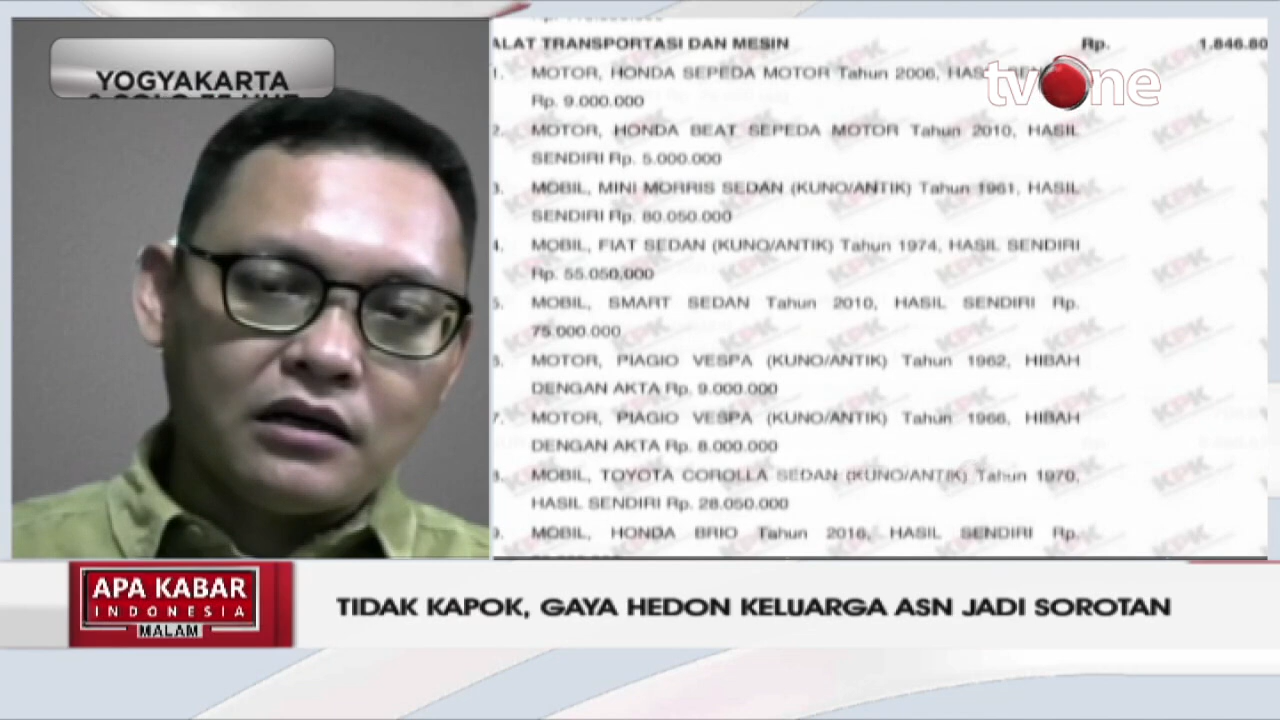 YOGYAKARTA
ALAT TRANSPORTASI DAN MESIN Rp. 1.846.80
tvOne
1. MOTOR, HONDA SEPEDA MOTOR Tahun 2006, HASIL
Rp. 9.000.000
2. MOTOR, HONDA BEAT SEPEDA MOTOR Tahun 2010, HASIL
SENDIRI Rp. 5.000.000
3. MOBIL, MINI MORRIS SEDAN (KUNO/ANTIK) Tahun 1961, HASIL
SENDIRI Rp. 80.050.000
4. MOBIL, FIAT SEDAN (KUNO/ANTIK) Tahun 1974, HASIL SENDIRI
Rp. 55.050.000
5. MOBIL, SMART SEDAN Tahun 2010, HASIL SENDIRI Rp.
75.000.000
6. MOTOR, PIAGIO VESPA (KUNO/ANTIK) Tahun 1962, HIBAH
DENGAN AKTA Rp. 9.000.000
7. MOTOR, PIAGIO VESPA (KUNO/ANTIK) Tahun 1966, HIBAH
DENGAN AKTA Rp. 8.000.000
8. MOBIL, TOYOTA COROLLA SEDAN (KUNO/ANTIK) Tahun 1970,
HASIL SENDIRI Rp. 28.050.000
9. MOBIL, HONDA BRIO Tahun 2016, HASIL SENDIRI Rp.
APA KABAR
INDONESIA
MALAM
TIDAK KAPOK, GAYA HEDON KELUARGA ASN JADI SOROTAN